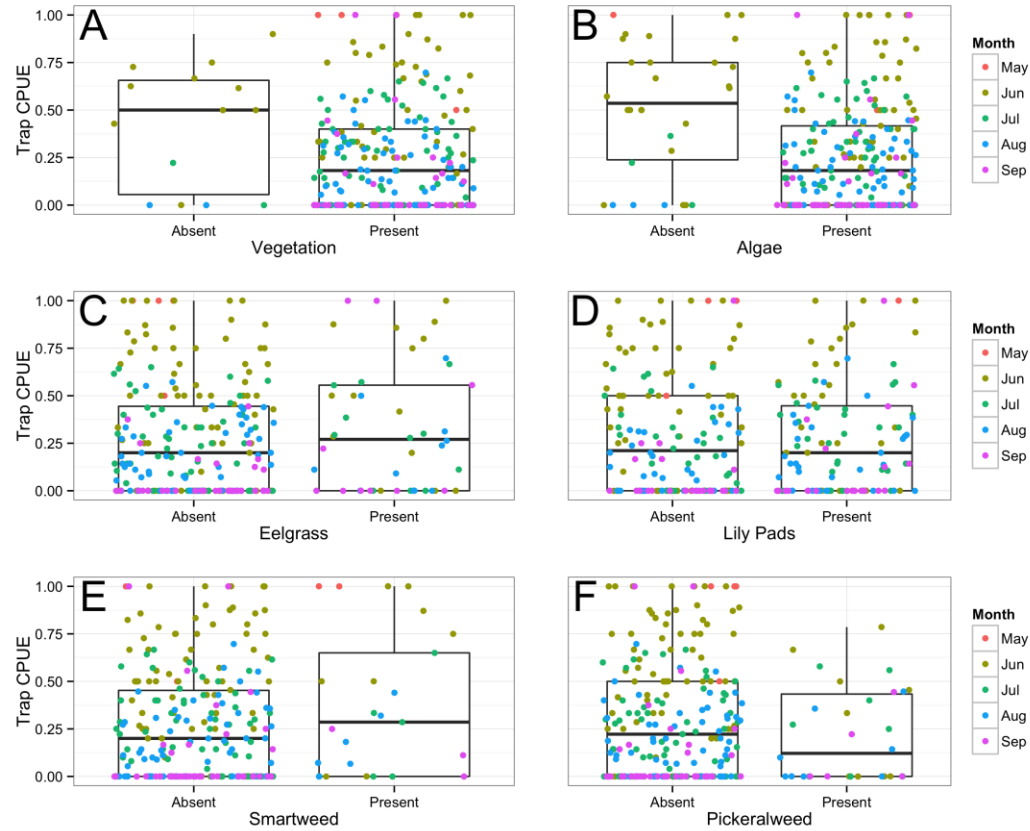 A
B
1.00
0.75
0.50
0.25
0.00
Trap CPUE
Absent
Present
Vegetation
Absent
Present
Algae
Month
May
Jun
Jul
Aug
Sep
C
D
1.00
0.75
0.50
0.25
0.00
Trap CPUE
Absent
Present
Eelgrass
Absent
Present
Lily Pads
Month
May
Jun
Jul
Aug
Sep
E
F
1.00
0.75
0.50
0.25
0.00
Trap CPUE
Absent
Present
Smartweed
Absent
Present
Pickeralweed
Month
May
Jun
Jul
Aug
Sep